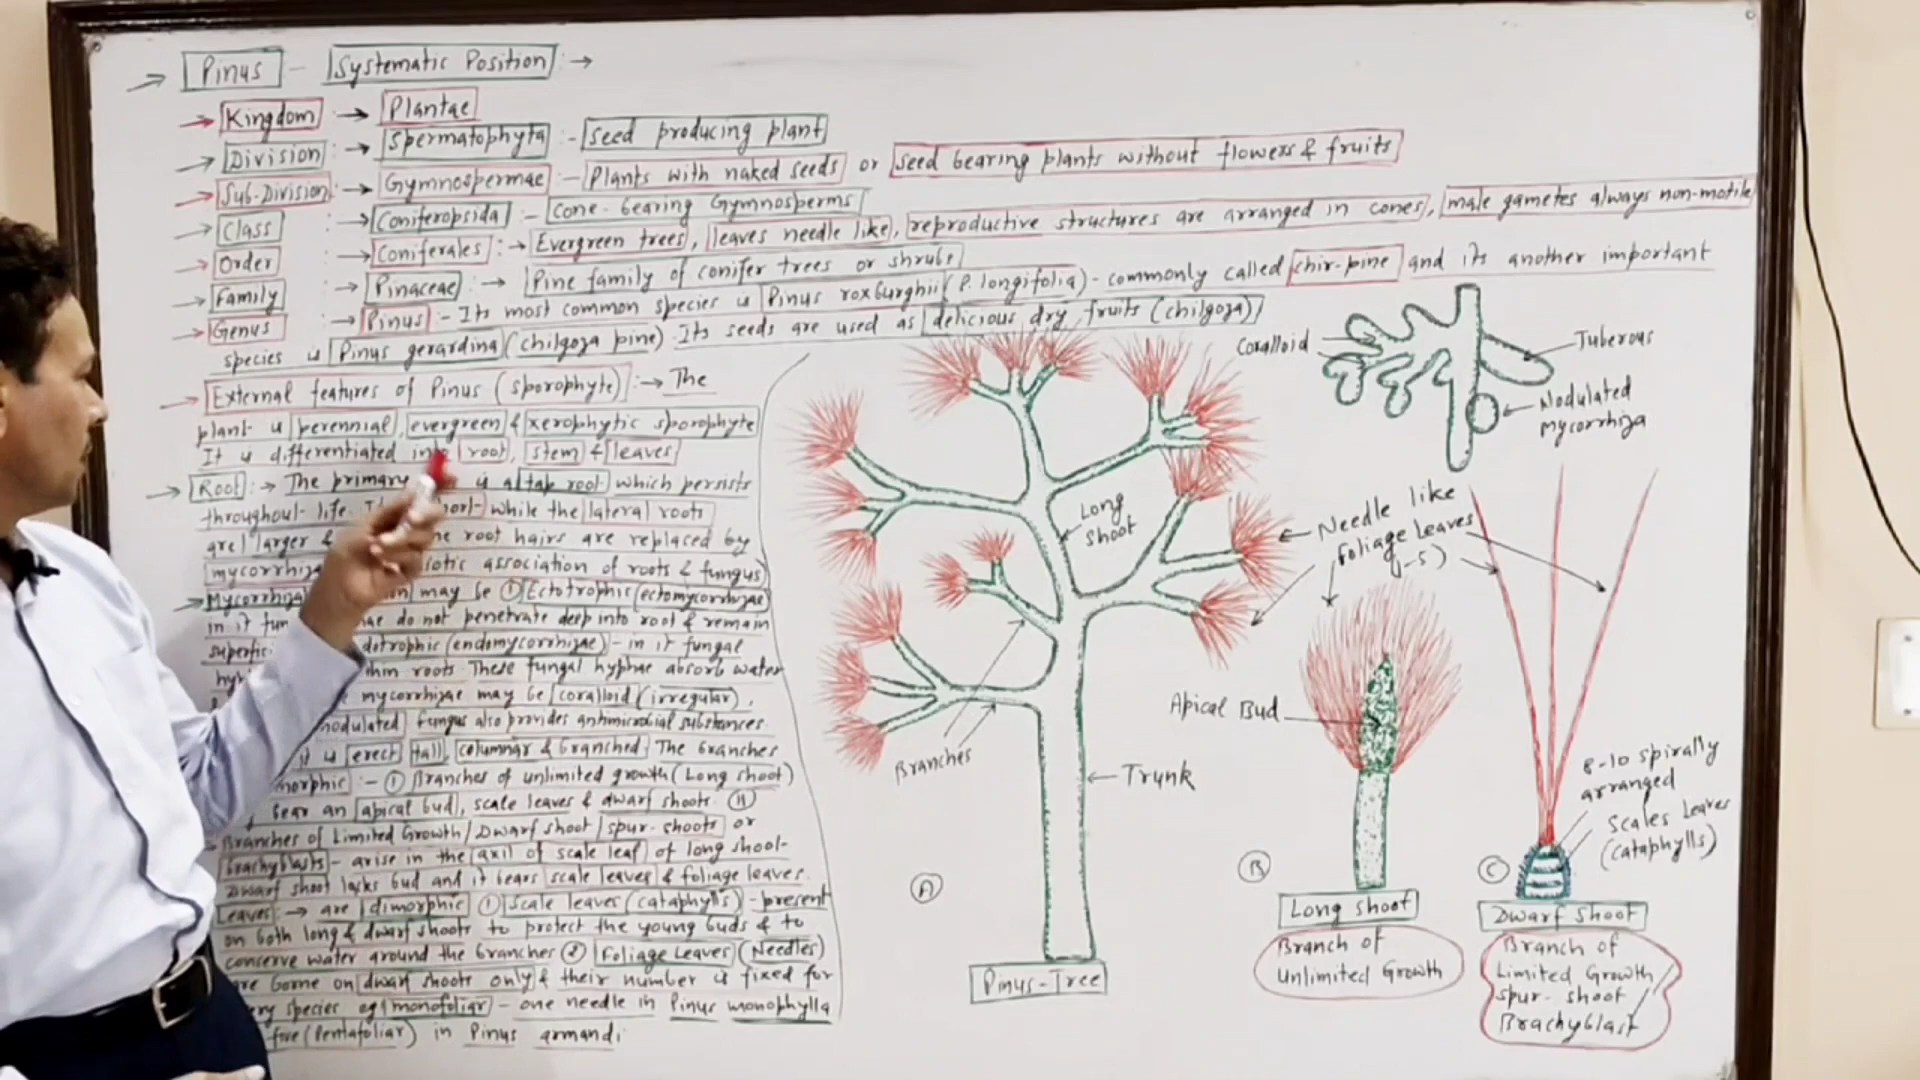 Pinus - Systematic Position :→
Kingdom → Plantae
Division → Spermatophyta :- Seed producing plant
Sub-Division → Gymnospermae - Plants with naked seeds or seed bearing plants without flowers & fruits
Class : → Coniferopsida :- Cone-bearing Gymnosperms
Order : → Coniferales :→ Evergreen trees, leaves needle like, reproductive structures are arranged in cones, male gametes always non-motile
Family → Pinaceae :→ Pine family of conifer trees or shrubs
Genus → Pinus :- Its most common species is Pinus roxburghii (P. longifolia) - commonly called chir-pine and its another important
species is Pinus gerardina (chilgoza pine). Its seeds are used as delicious dry fruits (chilgoza)
External features of Pinus (sporophyte) :→ The
plant is perennial, evergreen & xerophytic sporophyte
It is differentiated into root, stem & leaves
Root :→ The primary is a tap root which persists
throughout life. while the lateral roots
are larger & root hairs are replaced by
mycorrhiza association of roots & fungus)
Mycorrhizal may be ① Ectotrophic (ectomycorrhizae)
in it do not penetrate deep into root & remain
(endomycorrhizae) - in it fungal
roots These fungal hyphae absorb water
mycorrhizae may be coralloid (irregular),
nodulated fungus also provides antimicrobial substances
it is erect tall, columnar & branched The branches
:- ① Branches of unlimited growth (Long shoot)
bear an apical bud, scale leaves & dwarf shoots. ⑪
Branches of Limited Growth / Dwarf shoot / spur-shoots or
brachyblasts - arise in the axil of scale leaf of long shoot-
Dwarf shoot lacks bud and it bears scale leaves & foliage leaves.
Leaves :→ are dimorphic ① Scale leaves (cataphylls) - present
on both long & dwarf shoots to protect the young buds & to
conserve water around the branches ② Foliage Leaves (Needles)
borne on dwarf shoots only & their number is fixed for
species eg monofoliar - one needle in Pinus monophylla
five (Pentafoliar) in Pinus armandi
Coralloid
Tuberous
Nodulated
mycorrhiza
Long
Shoot
Needle like
foliage leaves
Branches
Trunk
Apical Bud
8-10 spirally
arranged
Scales Leaves
(cataphylls)
A
B
C
Pinus-Tree
Long shoot
Branch of
Unlimited Growth
Dwarf Shoot
Branch of
Limited Growth /
Spur-shoot /
Brachyblast